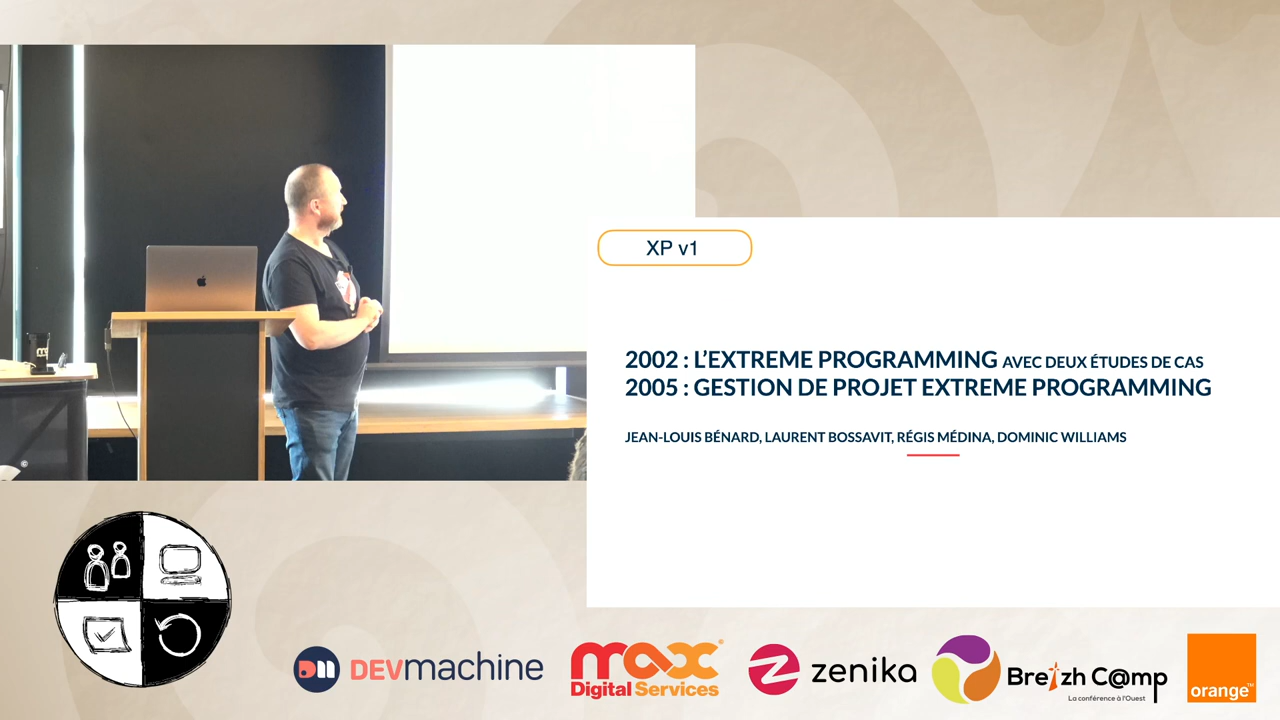 XP v1
2002 : L'EXTREME PROGRAMMING AVEC DEUX ÉTUDES DE CAS
2005 : GESTION DE PROJET EXTREME PROGRAMMING
JEAN-LOUIS BÉNARD, LAURENT BOSSAVIT, RÉGIS MÉDINA, DOMINIC WILLIAMS
DEVmachine
max
Digital Services
zenika
Breizh C@mp
La conférence à l'Ouest
orange™